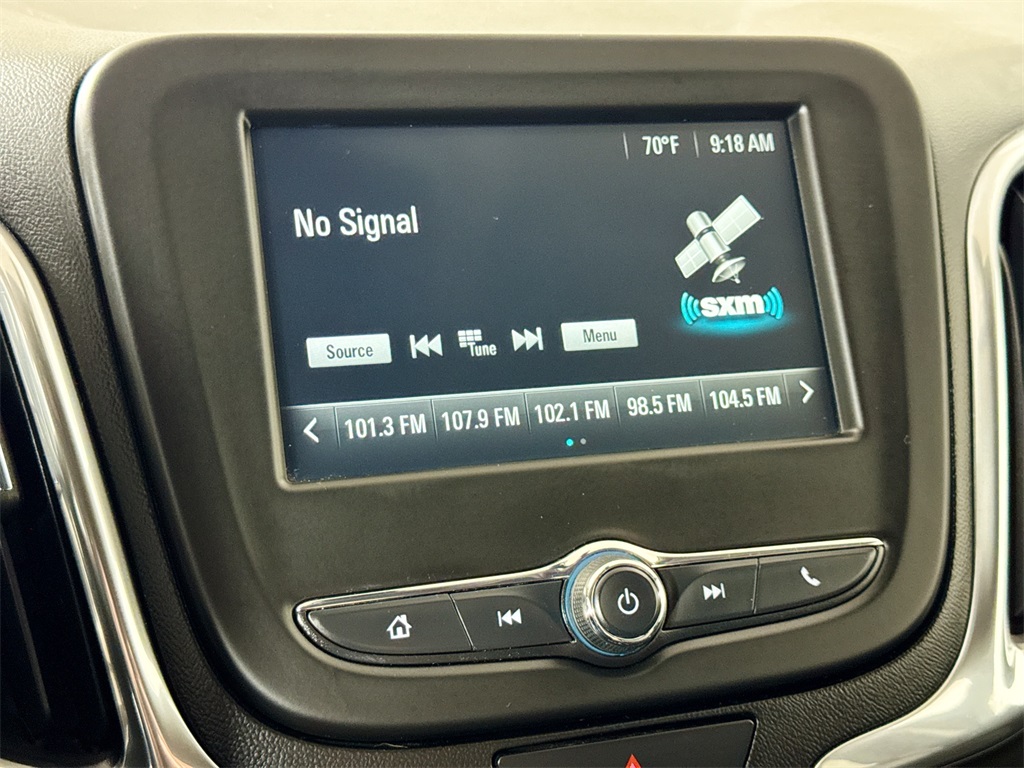 70°F 9:18 AM
No Signal
sxm
Source Tune Menu
101.3 FM 107.9 FM 102.1 FM 98.5 FM 104.5 FM